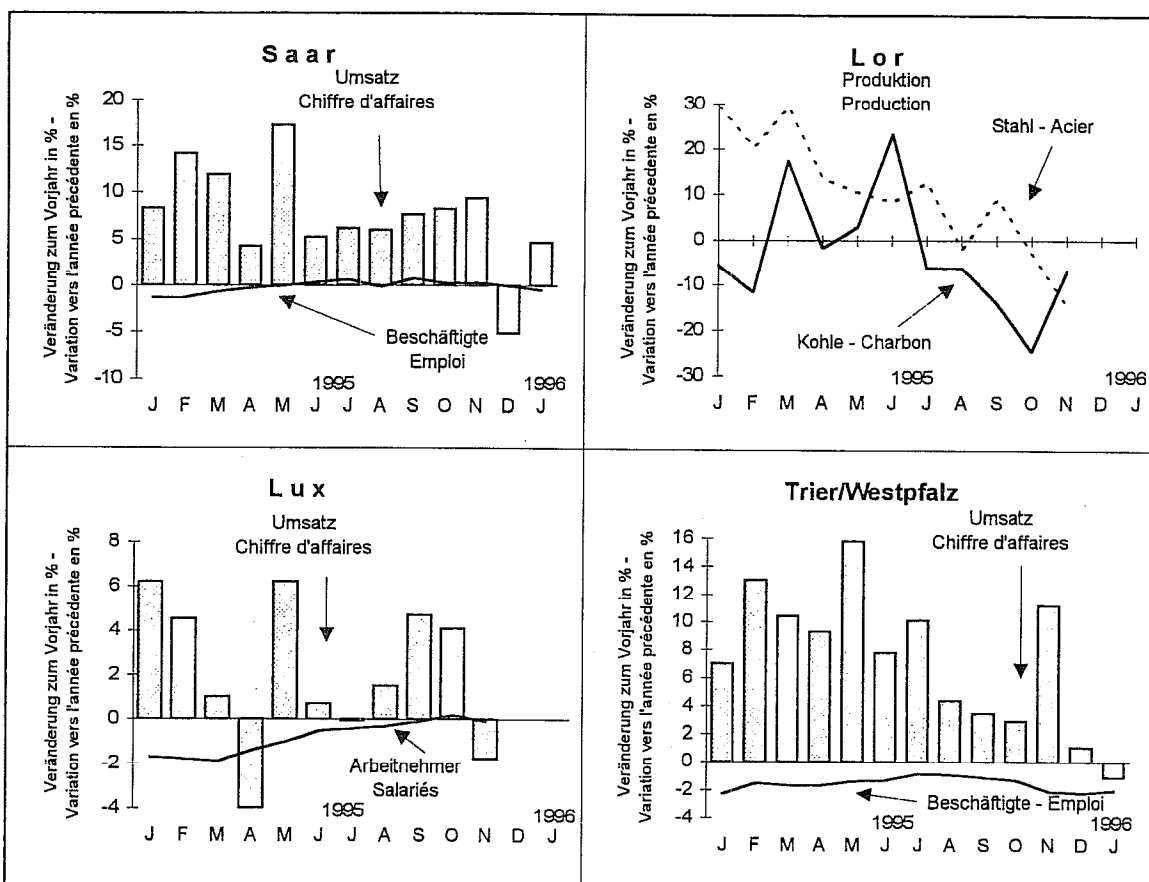 Saar
Umsatz
Chiffre d'affaires
Veränderung zum Vorjahr in % -
Variation vers l'année précédente en %
20
15
10
5
0
-5
-10
Beschäftigte
Emploi
1995
1996
J F M A M J J A S O N D J
Lor
Produktion
Production
Veränderung zum Vorjahr in % -
Variation vers l'année précédente en %
30
20
10
0
-10
-20
-30
Stahl - Acier
Kohle - Charbon
1995
1996
J F M A M J J A S O N D J
Lux
Umsatz
Chiffre d'affaires
Veränderung zum Vorjahr in % -
Variation vers l'année précédente en %
8
6
4
2
0
-2
-4
Arbeitnehmer
Salariés
1995
1996
J F M A M J J A S O N D J
Trier/Westpfalz
Umsatz
Chiffre d'affaires
Veränderung zum Vorjahr in % -
Variation vers l'année précédente en %
16
14
12
10
8
6
4
2
0
-2
-4
Beschäftigte - Emploi
1995
1996
J F M A M J J A S O N D J